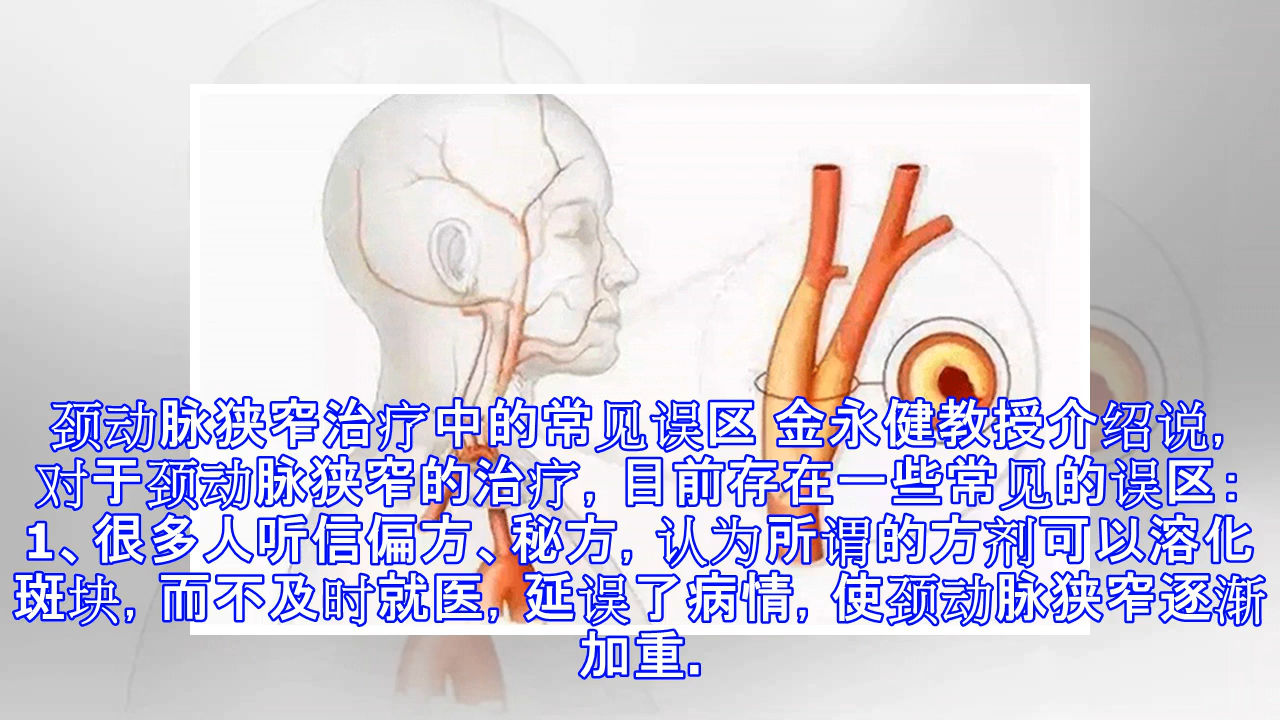 颈动脉狭窄治疗中的常见误区 金永健教授介绍说,
对于颈动脉狭窄的治疗, 目前存在一些常见的误区:
1、很多人听信偏方、秘方, 认为所谓的方剂可以溶化
斑块, 而不及时就医, 延误了病情, 使颈动脉狭窄逐渐
加重.